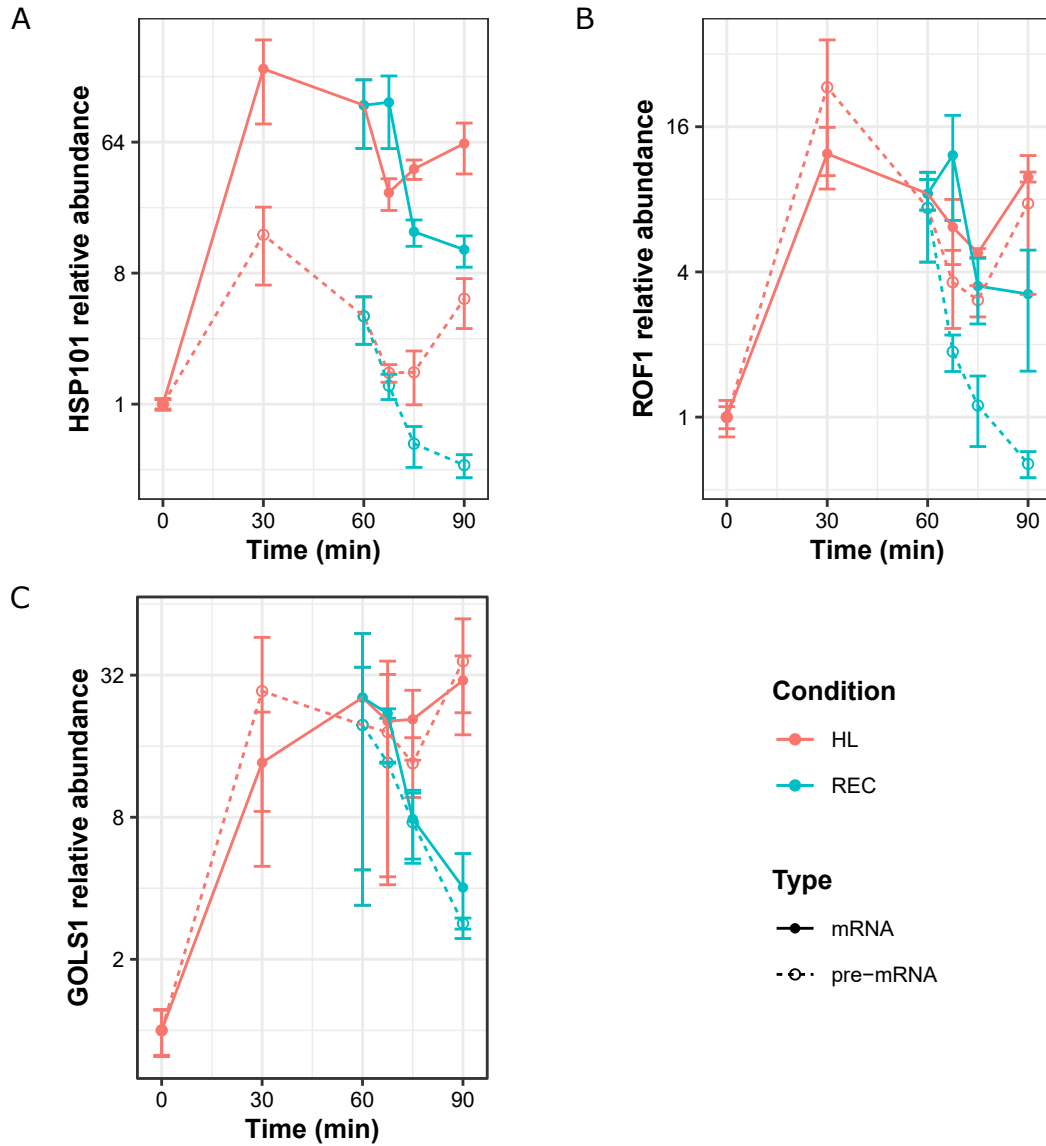 A
HSP101 relative abundance
64
8
1
0 30 60 90
Time (min)
B
ROF1 relative abundance
16
4
1
0 30 60 90
Time (min)
C
GOLS1 relative abundance
32
8
2
0 30 60 90
Time (min)
Condition
HL
REC
Type
mRNA
pre−mRNA